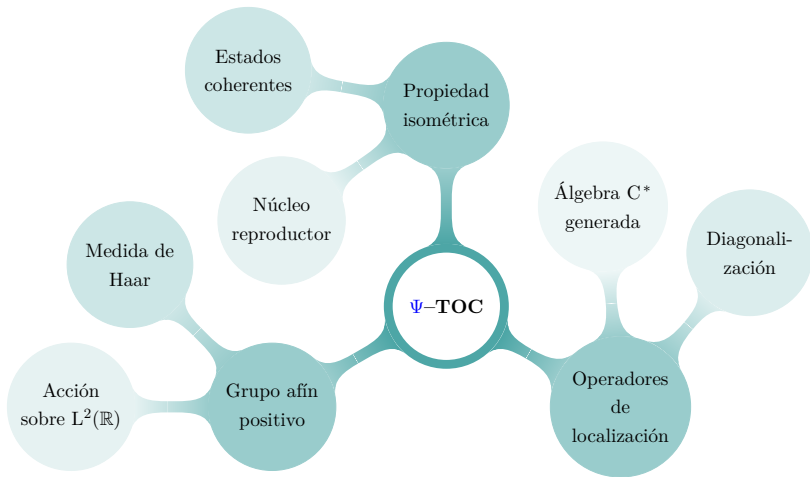 Estados
coherentes
Propiedad
isométrica
Núcleo
reproductor
Álgebra C*
generada
Diagonali-
zación
Medida de
Haar
Ψ–TOC
Acción
sobre L²(ℝ)
Grupo afín
positivo
Operadores
de
localización